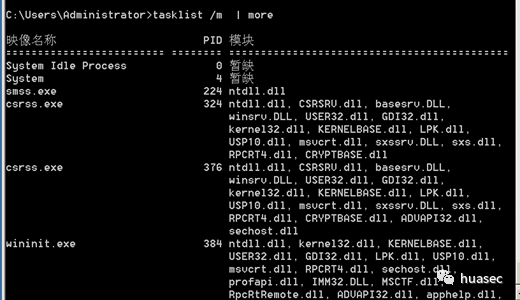 C:\Users\Administrator>tasklist /m  | more
映像名称                       PID 模块
========================= ======== ============================================
System Idle Process              0 暂缺
System                           4 暂缺
smss.exe                       224 ntdll.dll
csrss.exe                      324 ntdll.dll, CSRSRV.dll, basesrv.DLL,
winsrv.DLL, USER32.dll, GDI32.dll,
kernel32.dll, KERNELBASE.dll, LPK.dll,
USP10.dll, msvcrt.dll, sxssrv.DLL, sxs.dll,
RPCRT4.dll, CRYPTBASE.dll
csrss.exe                      376 ntdll.dll, CSRSRV.dll, basesrv.DLL,
winsrv.DLL, USER32.dll, GDI32.dll,
kernel32.dll, KERNELBASE.dll, LPK.dll,
USP10.dll, msvcrt.dll, sxssrv.DLL, sxs.dll,
RPCRT4.dll, CRYPTBASE.dll, ADVAPI32.dll,
sechost.dll
wininit.exe                    384 ntdll.dll, kernel32.dll, KERNELBASE.dll,
USER32.dll, GDI32.dll, LPK.dll, USP10.dll,
msvcrt.dll, RPCRT4.dll, sechost.dll,
profapi.dll, IMM32.DLL, MSCTF.dll,
RpcRtRemote.dll, ADVAPI32.dll, apphelp.dll,
huasec